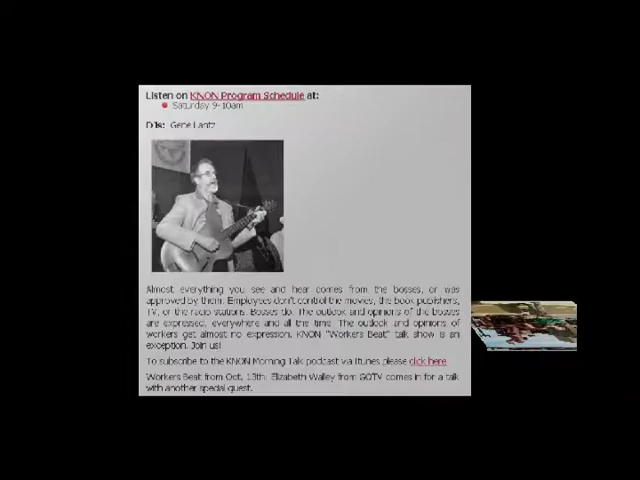 Listen on KNON Program Schedule at:
Saturday 9-10am
DJs: Gene Lantz
Almost everything you see and hear comes from the bosses, or was
approved by them. Employees don't control the movies, the book publishers,
TV, or the radio stations. Bosses do. The outlook and opinions of the bosses
are expressed, everywhere and all the time. The outlook and opinions of
workers get almost no expression. KNON "Workers Beat" talk show is an
exception. Join us!
To subscribe to the KNON Morning Talk podcast via Itunes please click here
Workers Beat from Oct. 13th. Elizabeth Walley from GOTV comes in for a talk
with another special guest.